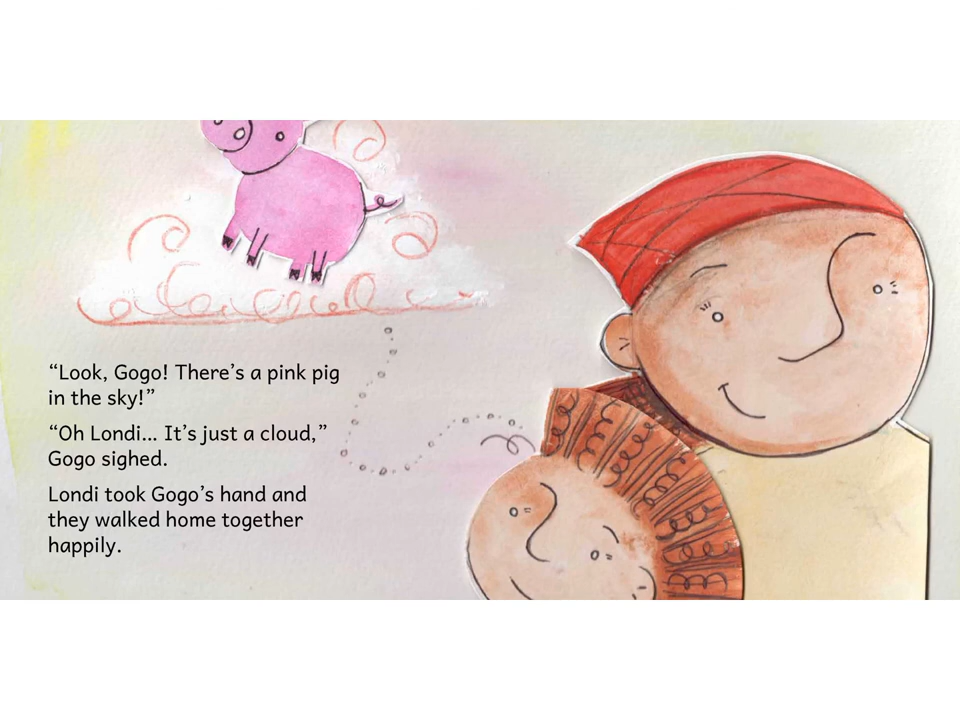 “Look, Gogo! There’s a pink pig
in the sky!”
“Oh Londi... It’s just a cloud,”
Gogo sighed.
Londi took Gogo’s hand and
they walked home together
happily.